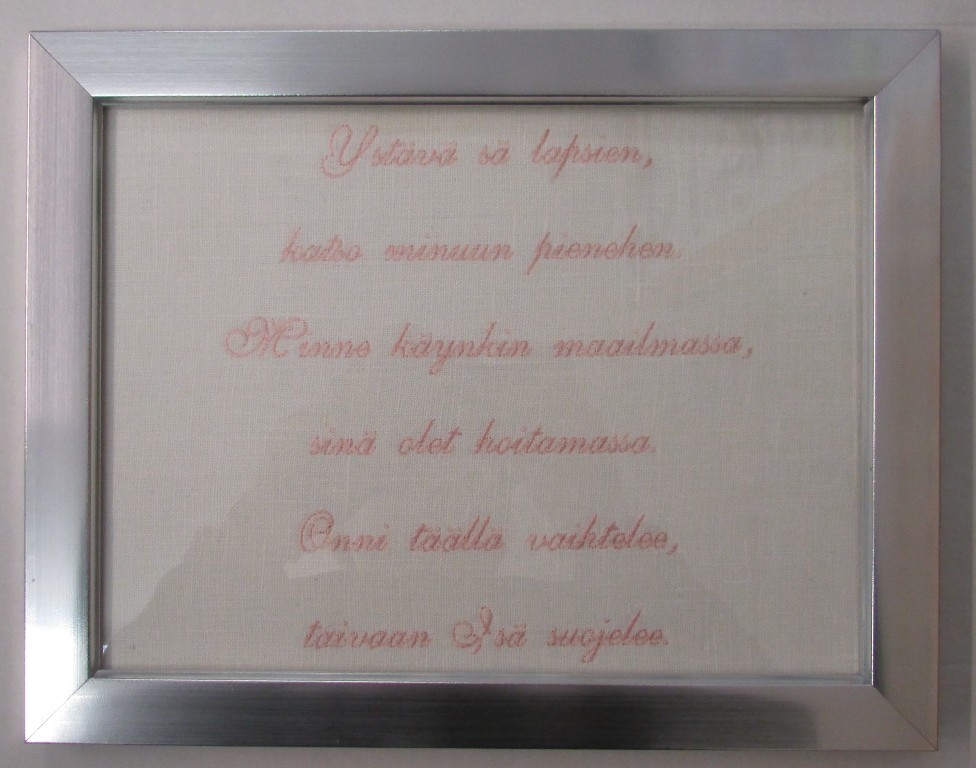 Ystävä sä lapsien,
katso minuun pienehen.
Minne käynkin maailmassa,
sinä olet hoitamassa.
Onni täällä vaihtelee,
taivaan Isä suojelee.